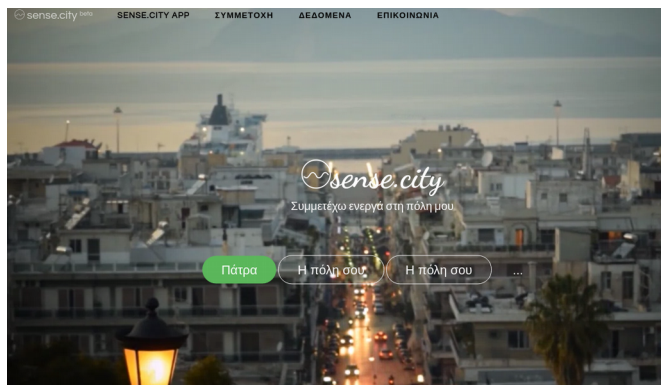 sense.city beta SENSE.CITY APP ΣΥΜΜΕΤΟΧΗ ΔΕΔΟΜΕΝΑ ΕΠΙΚΟΙΝΩΝΙΑ
sense.city
Συμμετέχω ενεργά στη πόλη μου
Πάτρα Η πόλη σου Η πόλη σου ...